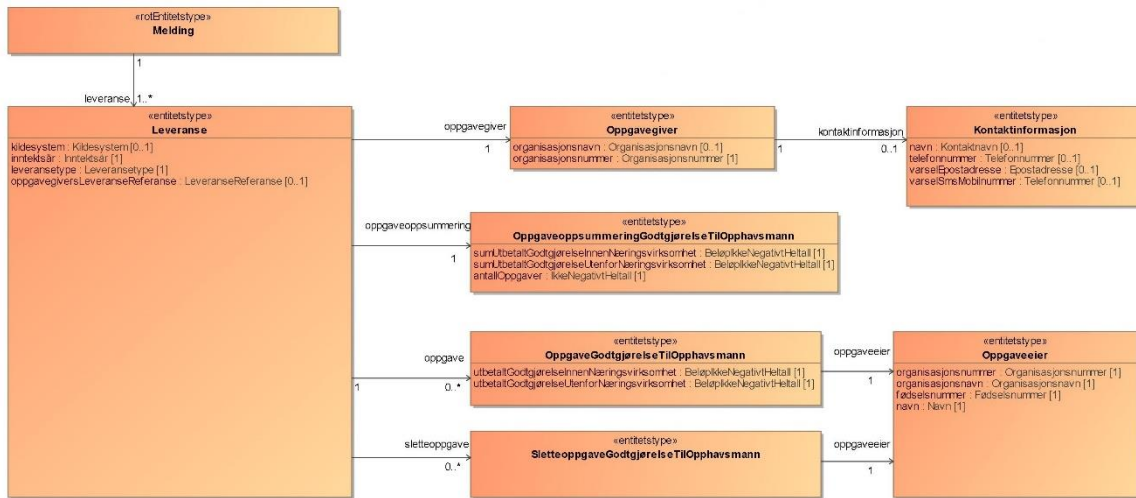 «rotEntitetstype»
Melding
1
leveranse
1..*
«entitetstype»
Leveranse
kildesystem : Kildesystem [0..1]
inntektsår : Inntektsår [1]
leveransetype : Leveransetype [1]
oppgavegiversLeveranseReferanse : LeveranseReferanse [0..1]
oppgavegiver
1
«entitetstype»
Oppgavegiver
organisasjonsnavn : Organisasjonsnavn [0..1]
organisasjonsnummer : Organisasjonsnummer [1]
kontaktinformasjon
1
0..1
«entitetstype»
Kontaktinformasjon
navn : Kontaktnavn [0..1]
telefonnummer : Telefonnummer [0..1]
varselEpostadresse : Epostadresse [0..1]
varselSmsMobilnummer : Telefonnummer [0..1]
oppgaveoppsummering
1
«entitetstype»
OppgaveoppsummeringGodtgjørelseTilOpphavsmann
sumUtbetaltGodtgjørelseInnenNæringsvirksomhet : BeløpIkkeNegativtHeltall [1]
sumUtbetaltGodtgjørelseUtenforNæringsvirksomhet : BeløpIkkeNegativtHeltall [1]
antallOppgaver : IkkeNegativtHeltall [1]
oppgave
1
0..*
«entitetstype»
OppgaveGodtgjørelseTilOpphavsmann
utbetaltGodtgjørelseInnenNæringsvirksomhet : BeløpIkkeNegativtHeltall [1]
utbetaltGodtgjørelseUtenforNæringsvirksomhet : BeløpIkkeNegativtHeltall [1]
oppgaveeier
1
«entitetstype»
Oppgaveeier
organisasjonsnummer : Organisasjonsnummer [1]
organisasjonsnavn : Organisasjonsnavn [1]
fødselsnummer : Fødselsnummer [1]
navn : Navn [1]
sletteoppgave
0..*
«entitetstype»
SletteoppgaveGodtgjørelseTilOpphavsmann
oppgaveeier
1